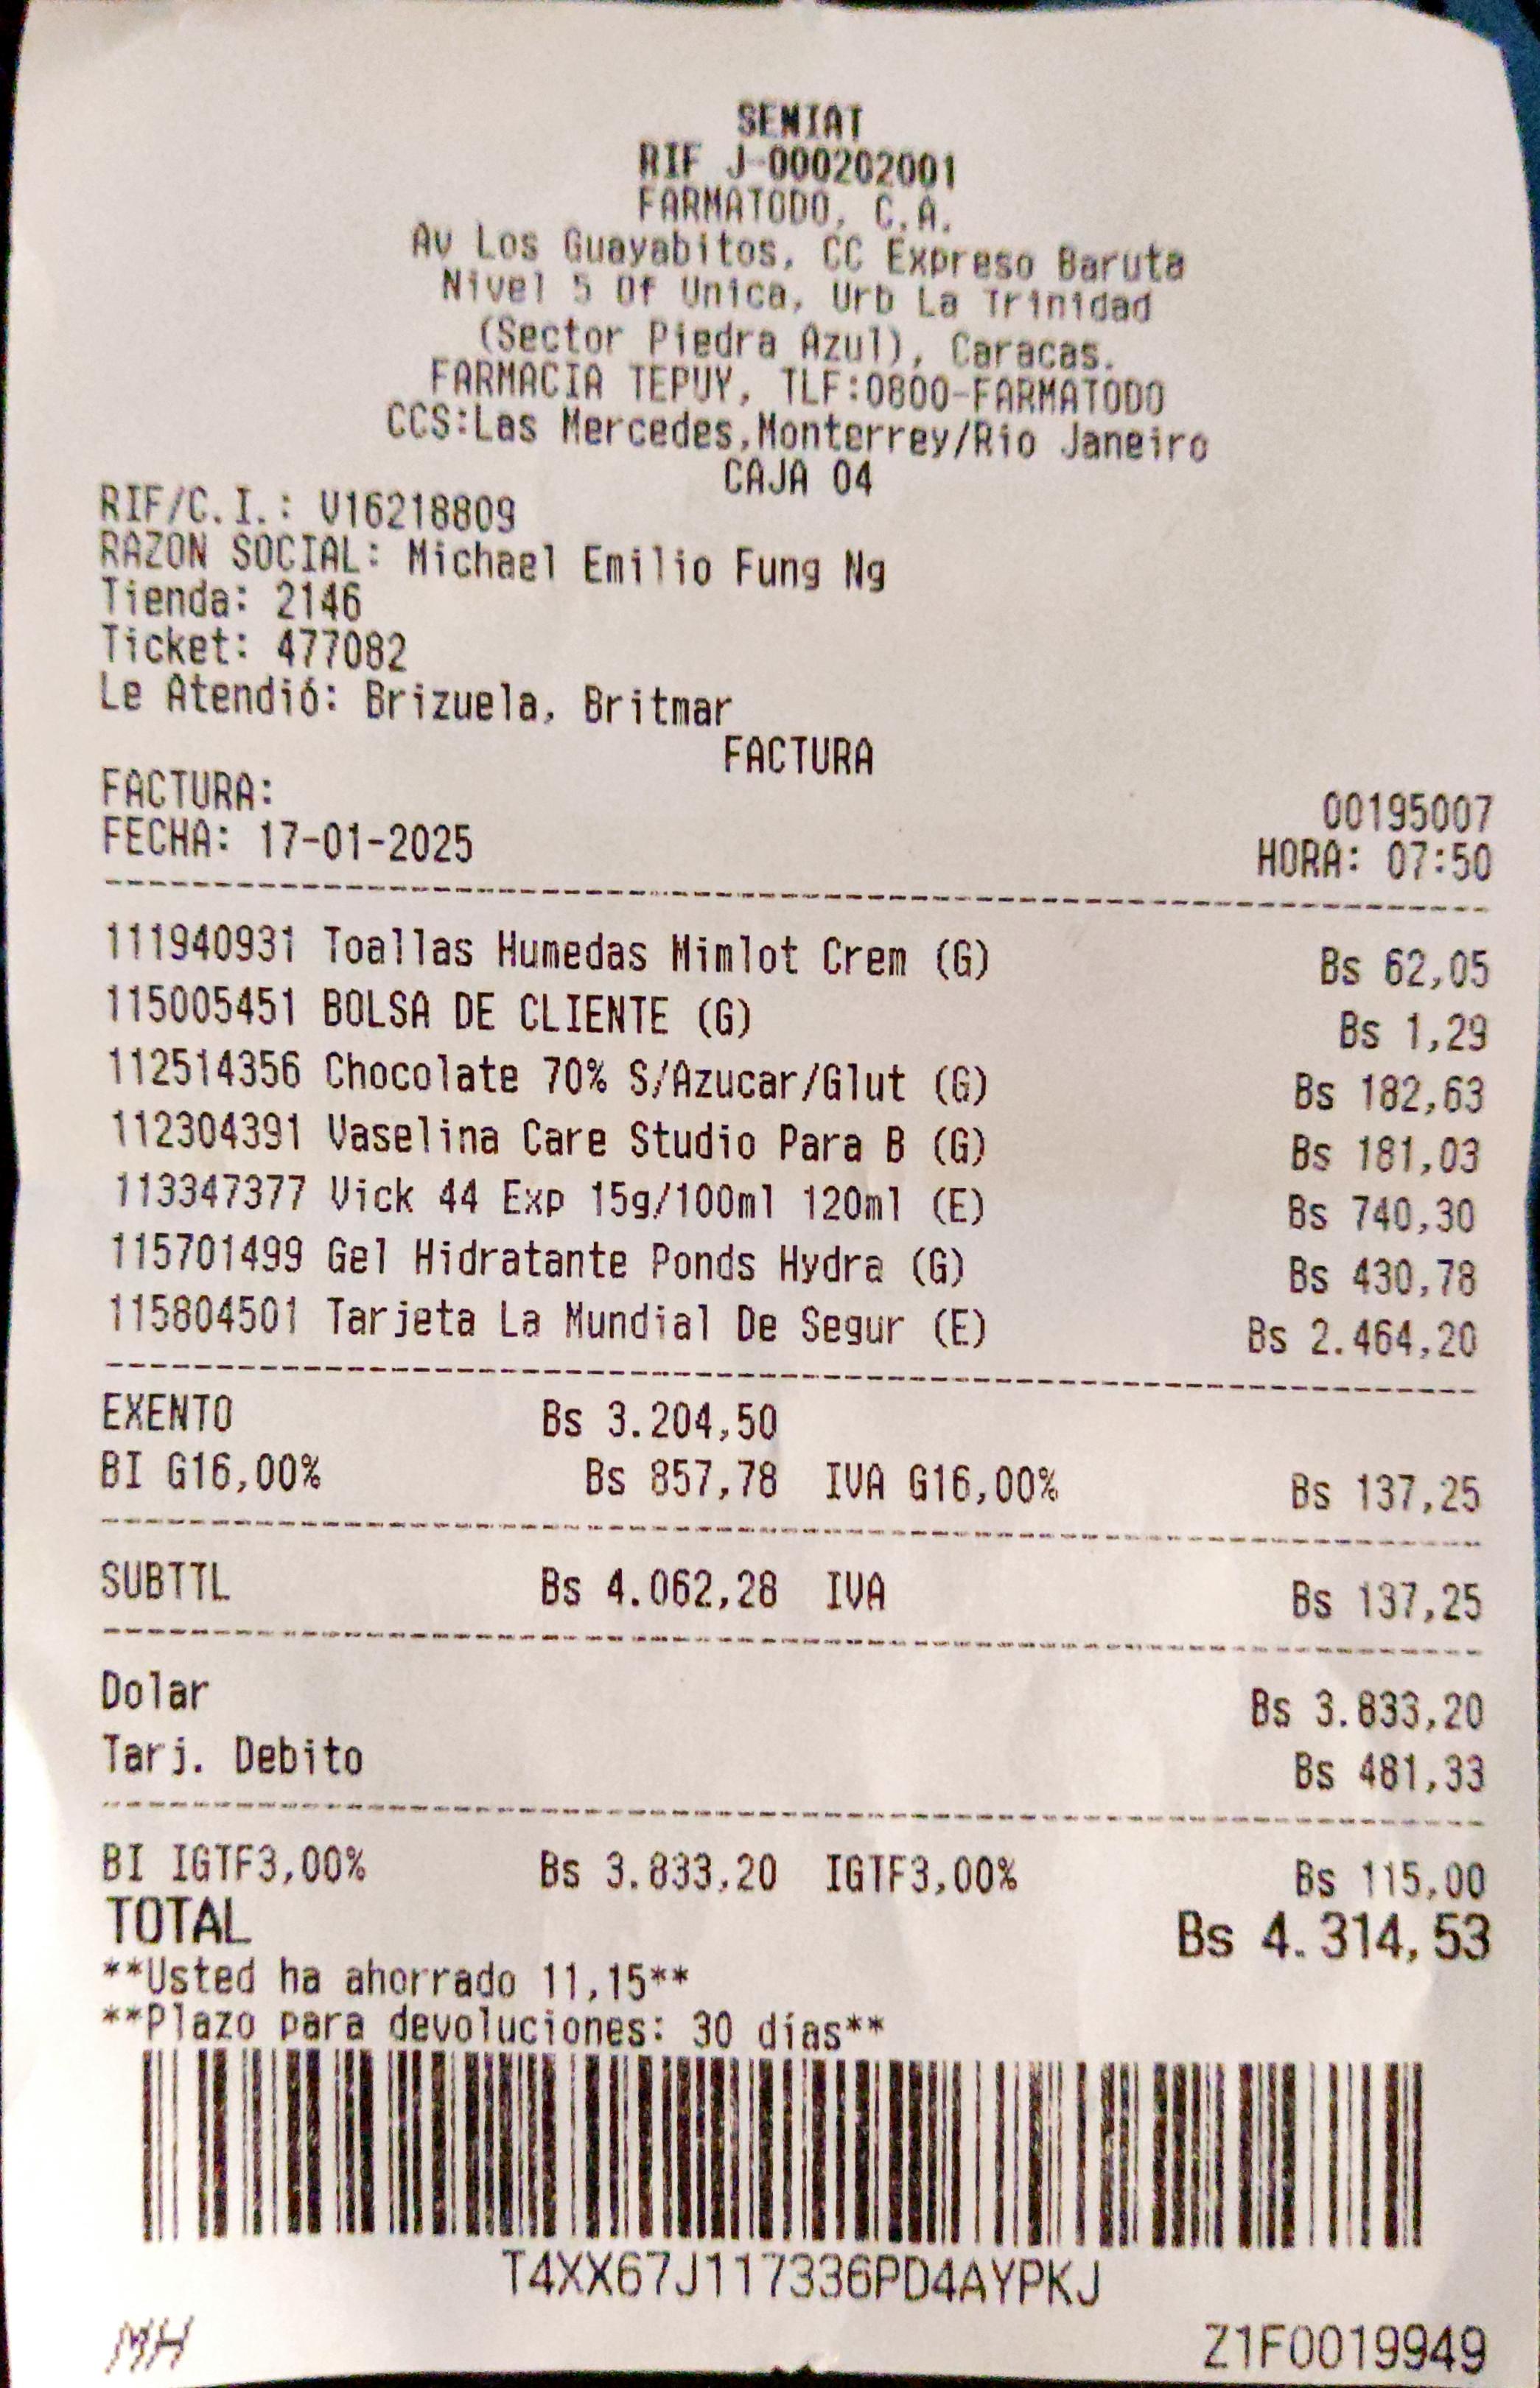 SENIAT
RIF J-000202001
FARMATODO, C.A.
Av Los Guayabitos, CC Expreso Baruta
Nivel 5 Of Unica, Urb La Trinidad
(Sector Piedra Azul), Caracas.
FARMACIA TEPUY, TLF:0800-FARMATODO
CCS:Las Mercedes,Monterrey/Rio Janeiro
CAJA 04
RIF/C.I.: V16218809
RAZON SOCIAL: Michael Emilio Fung Ng
Tienda: 2146
Ticket: 477082
Le Atendió: Brizuela, Britmar
FACTURA
FACTURA: 00195007
FECHA: 17-01-2025 HORA: 07:50
111940931 Toallas Humedas Mimlot Crem (G) Bs 62,05
115005451 BOLSA DE CLIENTE (G) Bs 1,29
112514356 Chocolate 70% S/Azucar/Glut (G) Bs 182,63
112304391 Vaselina Care Studio Para B (G) Bs 181,03
113347377 Vick 44 Exp 15g/100ml 120ml (E) Bs 740,30
115701499 Gel Hidratante Ponds Hydra (G) Bs 430,78
115804501 Tarjeta La Mundial De Segur (E) Bs 2.464,20
EXENTO Bs 3.204,50
BI G16,00% Bs 857,78 IVA G16,00% Bs 137,25
SUBTTL Bs 4.062,28 IVA Bs 137,25
Dolar Bs 3.833,20
Tarj. Debito Bs 481,33
BI IGTF3,00% Bs 3.833,20 IGTF3,00% Bs 115,00
TOTAL Bs 4.314,53
**Usted ha ahorrado 11,15**
**Plazo para devoluciones: 30 días**
T4XX67J117336PD4AYPKJ
MH Z1F0019949